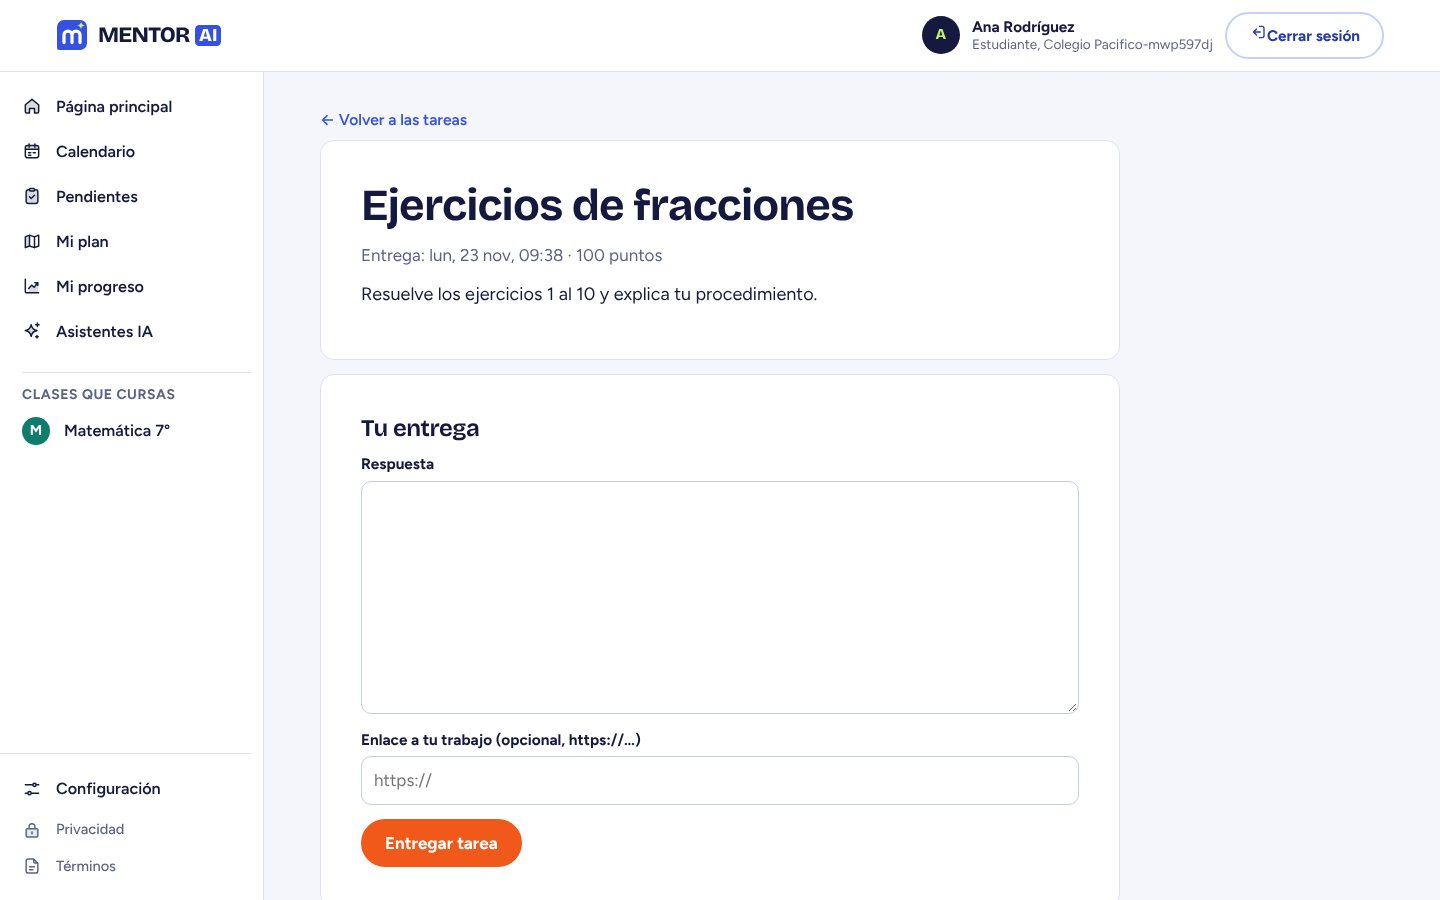 MENTOR AI
A
Ana Rodríguez
Estudiante, Colegio Pacifico-mwp597dj
Cerrar sesión
Página principal
Calendario
Pendientes
Mi plan
Mi progreso
Asistentes IA
CLASES QUE CURSAS
M Matemática 7°
Configuración
Privacidad
Términos
← Volver a las tareas
Ejercicios de fracciones
Entrega: lun, 23 nov, 09:38 · 100 puntos
Resuelve los ejercicios 1 al 10 y explica tu procedimiento.
Tu entrega
Respuesta
Enlace a tu trabajo (opcional, https://...)
https://
Entregar tarea